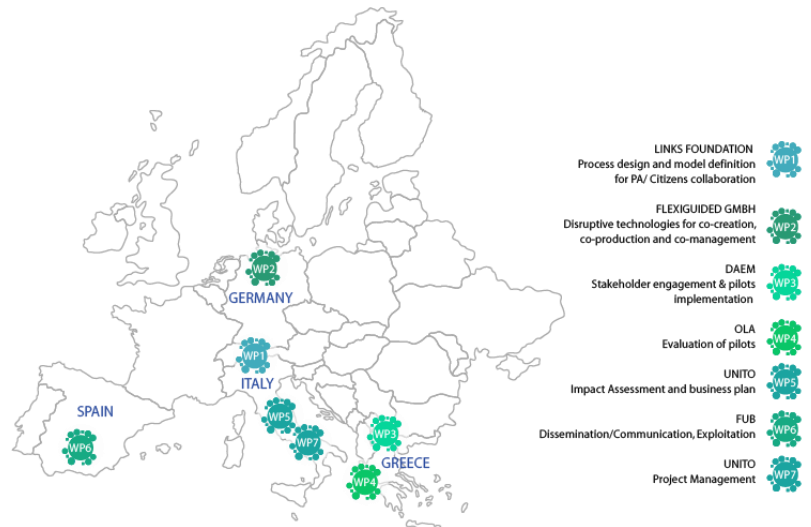 WP2
GERMANY
WP1
ITALY
SPAIN
WP6
WP5
WP7
WP3
GREECE
WP4
LINKS FOUNDATION
Process design and model definition
for PA/ Citizens collaboration
WP1
FLEXIGUIDED GMBH
Disruptive technologies for co-creation,
co-production and co-management
WP2
DAEM
Stakeholder engagement & pilots
implementation
WP3
OLA
Evaluation of pilots
WP4
UNITO
Impact Assessment and business plan
WP5
FUB
Dissemination/Communication, Exploitation
WP6
UNITO
Project Management
WP7